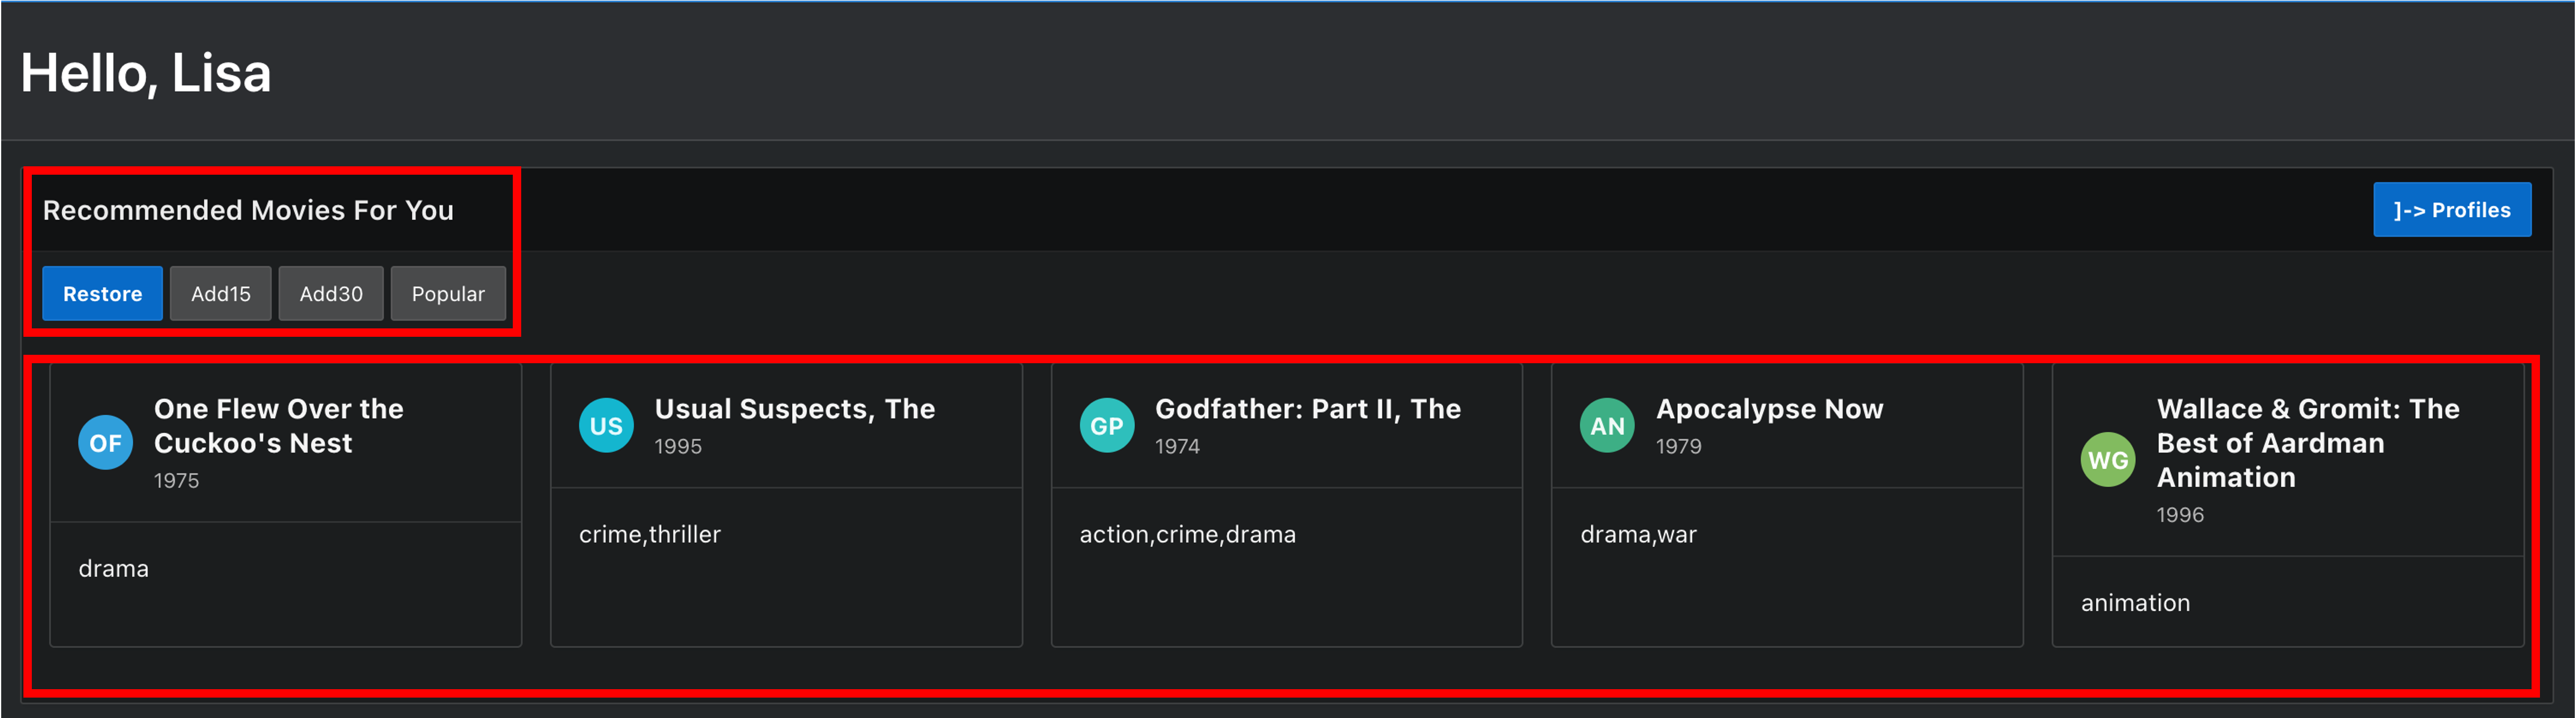 Hello, Lisa
Recommended Movies For You
]-> Profiles
Restore
Add15
Add30
Popular
OF
One Flew Over the
Cuckoo's Nest
1975
drama
US
Usual Suspects, The
1995
crime,thriller
GP
Godfather: Part II, The
1974
action,crime,drama
AN
Apocalypse Now
1979
drama,war
WG
Wallace & Gromit: The
Best of Aardman
Animation
1996
animation